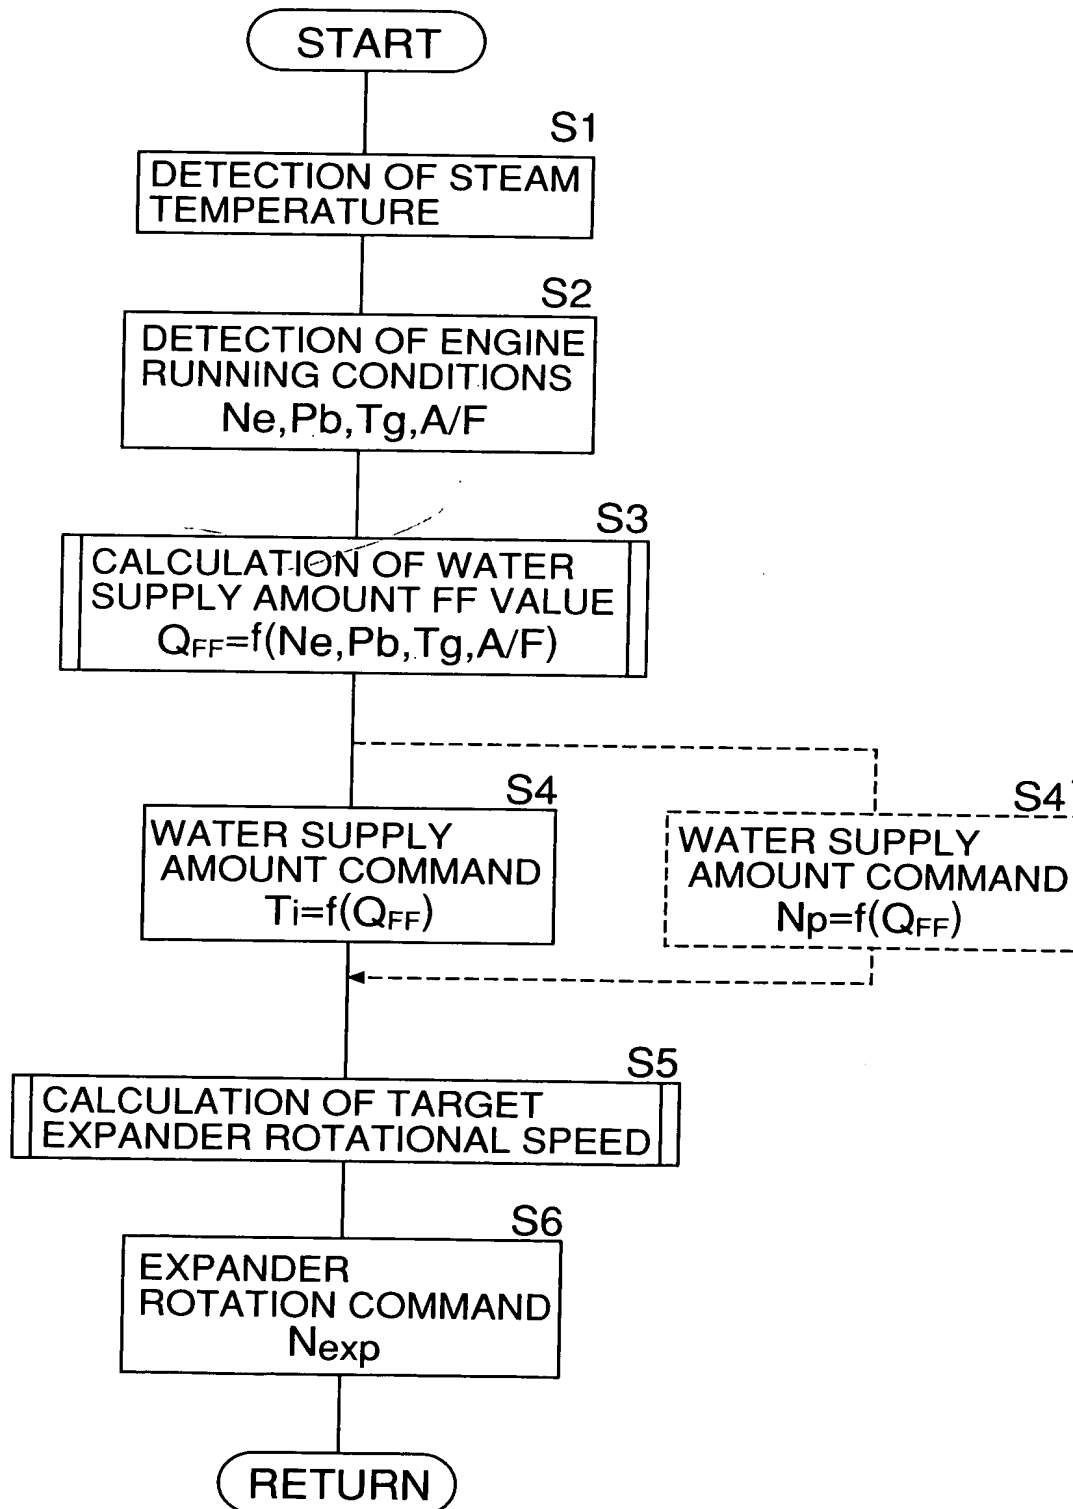 START
S1
DETECTION OF STEAM
TEMPERATURE
S2
DETECTION OF ENGINE
RUNNING CONDITIONS
Ne,Pb,Tg,A/F
S3
CALCULATION OF WATER
SUPPLY AMOUNT FF VALUE
QFF=f(Ne,Pb,Tg,A/F)
S4
WATER SUPPLY
AMOUNT COMMAND
Ti=f(QFF)
S4'
WATER SUPPLY
AMOUNT COMMAND
Np=f(QFF)
S5
CALCULATION OF TARGET
EXPANDER ROTATIONAL SPEED
S6
EXPANDER
ROTATION COMMAND
Nexp
RETURN